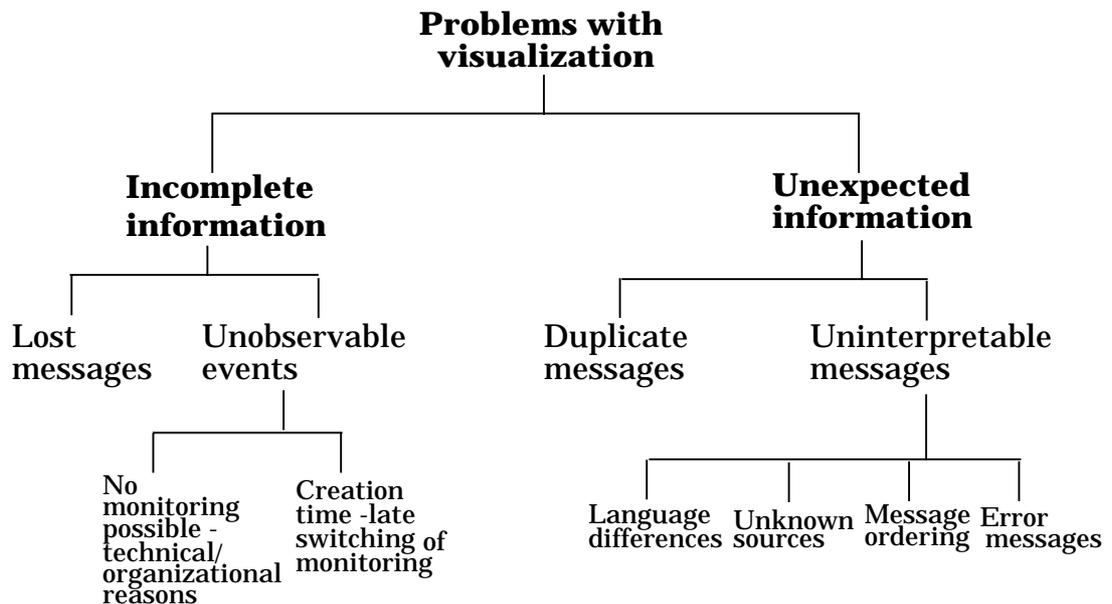 Problems with
visualization
Incomplete
information
Unexpected
information
Lost
messages
Unobservable
events
Duplicate
messages
Uninterpretable
messages
No
monitoring
possible -
technical/
organizational
reasons
Creation
time -late
switching of
monitoring
Language
differences
Unknown
sources
Message
ordering
Error
messages